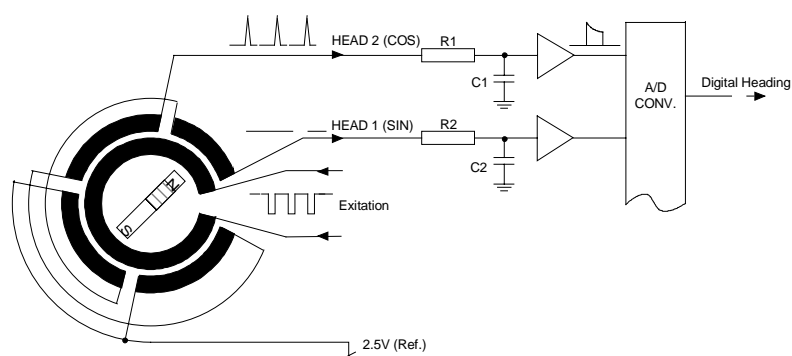 HEAD 2 (COS)
R1
C1
A/D
CONV.
Digital Heading
HEAD 1 (SIN)
R2
C2
N
S
Exitation
2.5V (Ref.)